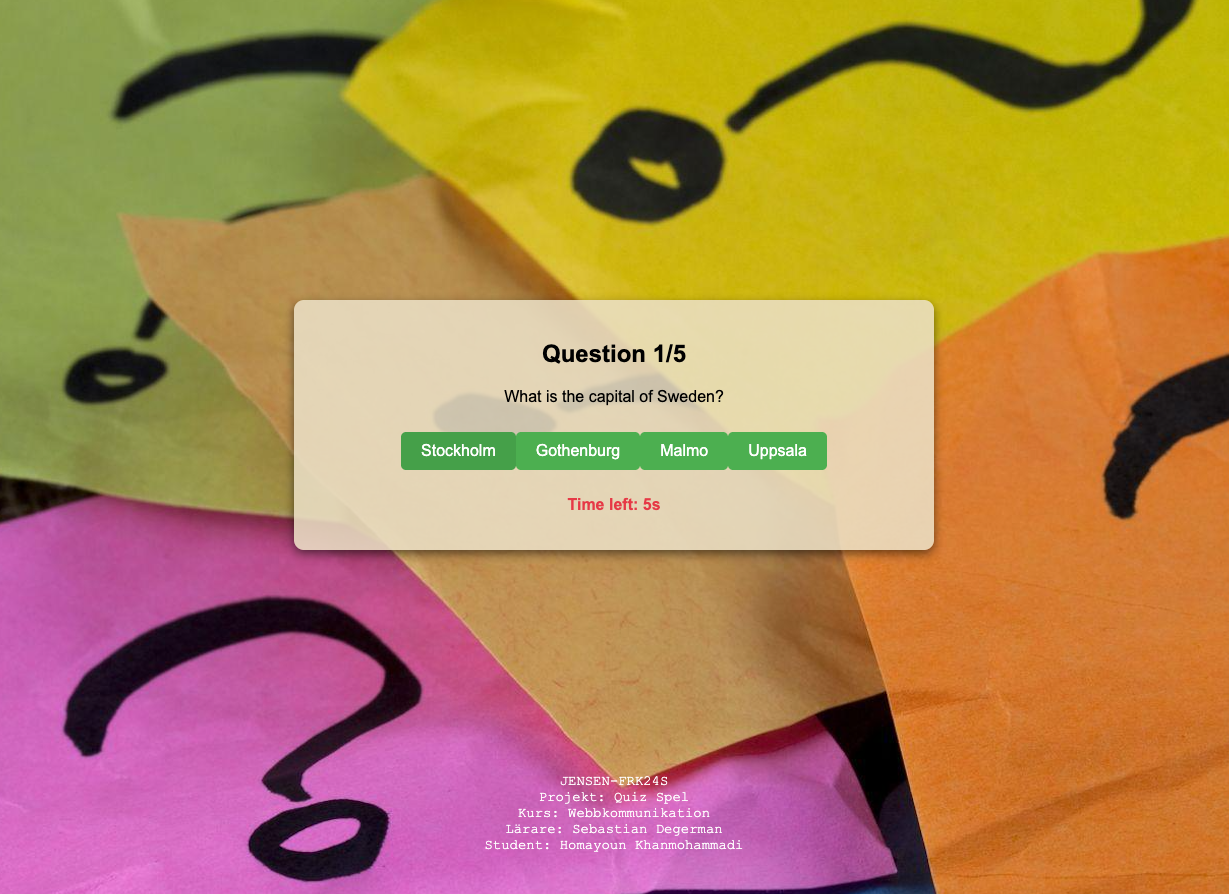 Question 1/5
What is the capital of Sweden?
Stockholm Gothenburg Malmo Uppsala
Time left: 5s
JENSEN-FRK24S
Projekt: Quiz Spel
Kurs: Webbkommunikation
Lärare: Sebastian Degerman
Student: Homayoun Khanmohammadi